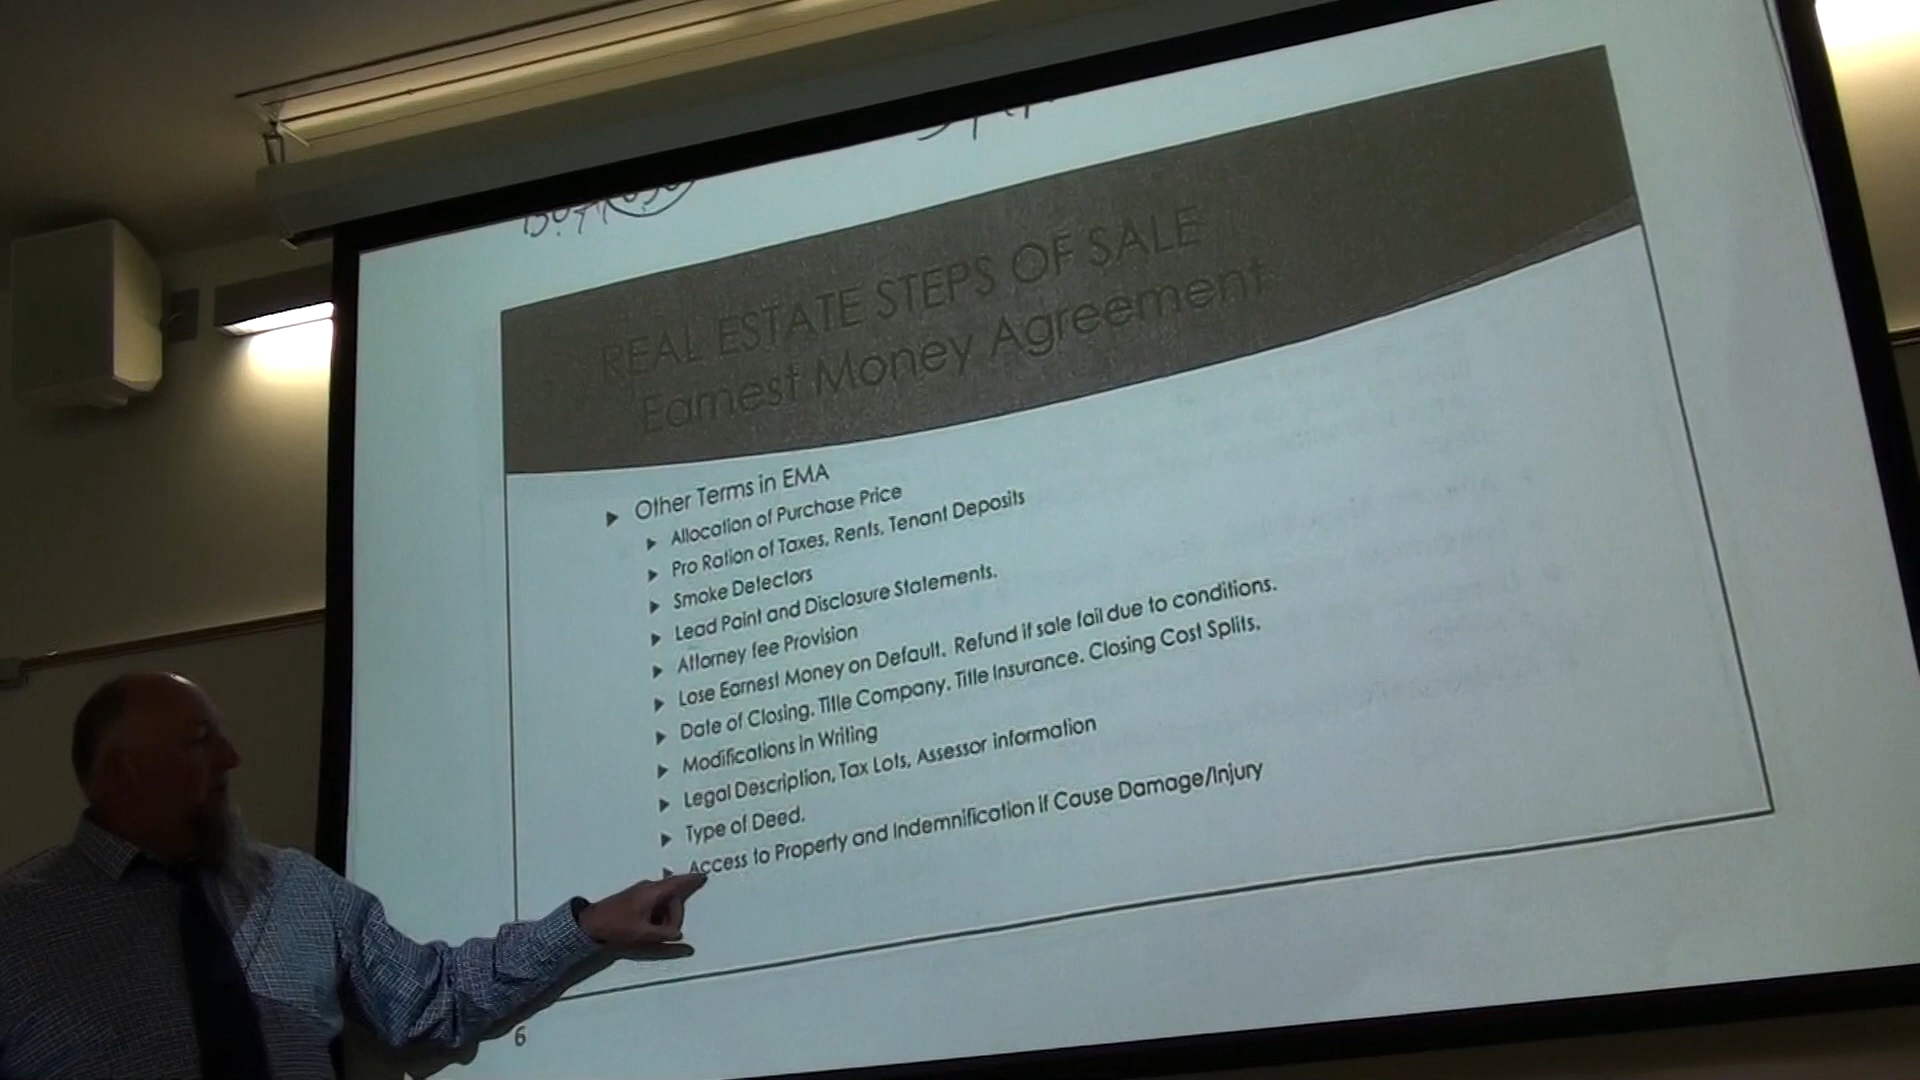 REAL ESTATE STEPS OF SALE
Earnest Money Agreement
Other Terms in EMA
Allocation of Purchase Price
Pro Ration of Taxes, Rents, Tenant Deposits
Smoke Detectors
Lead Paint and Disclosure Statements.
Attorney fee Provision
Lose Earnest Money on Default. Refund if sale fail due to conditions.
Date of Closing, Title Company, Title Insurance. Closing Cost Splits.
Modifications in Writing
Legal Description, Tax Lots, Assessor information
Type of Deed.
Access to Property and Indemnification if Cause Damage/Injury
6